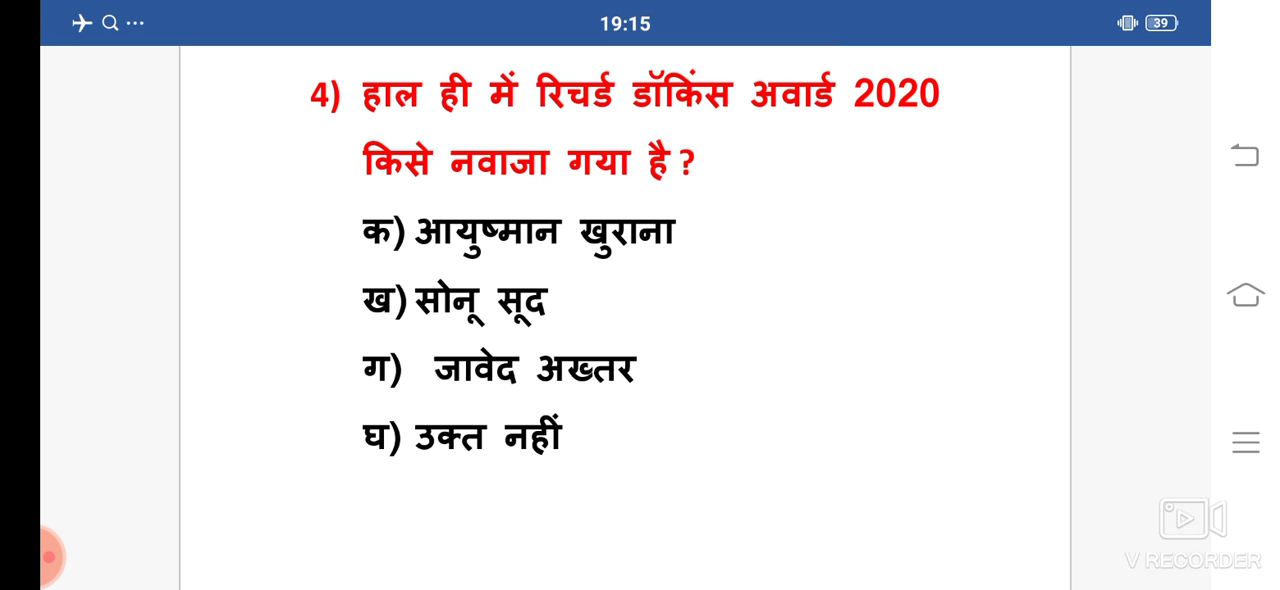 19:15
39
4) हाल ही में रिचर्ड डॉकिंस अवार्ड 2020
किसे नवाजा गया है ?
क) आयुष्मान खुराना
ख) सोनू सूद
ग) जावेद अख्तर
घ) उक्त नहीं
V RECORDER